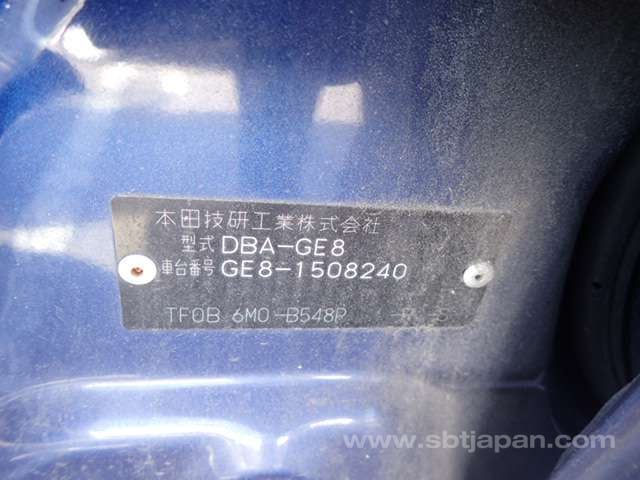 本田技研工業株式会社
型式 DBA-GE8
車台番号 GE8-1508240
TF0B 6M0-B548P
www.sbtjapan.com